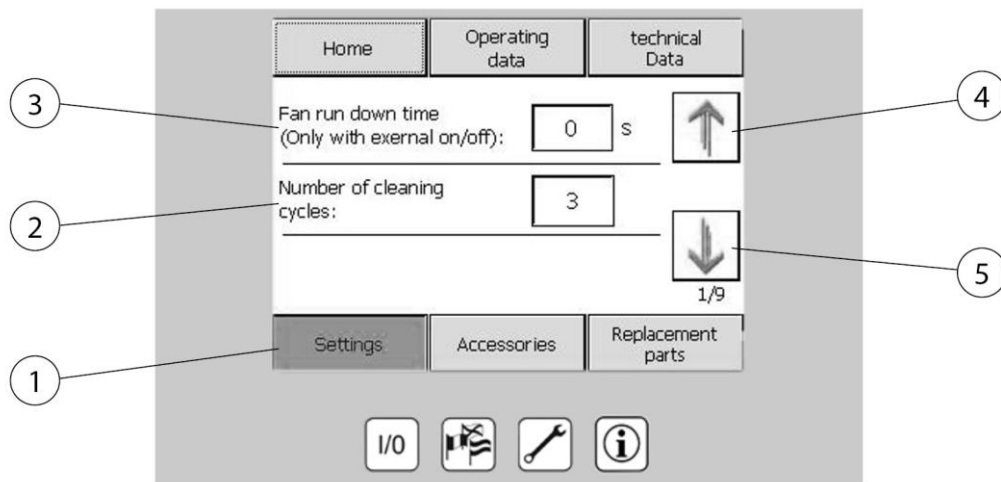 Home
Operating
data
technical
Data
3
Fan run down time
(Only with exernal on/off):
0
s
4
2
Number of cleaning
cycles:
3
5
1/9
1
Settings
Accessories
Replacement
parts
I/0
i